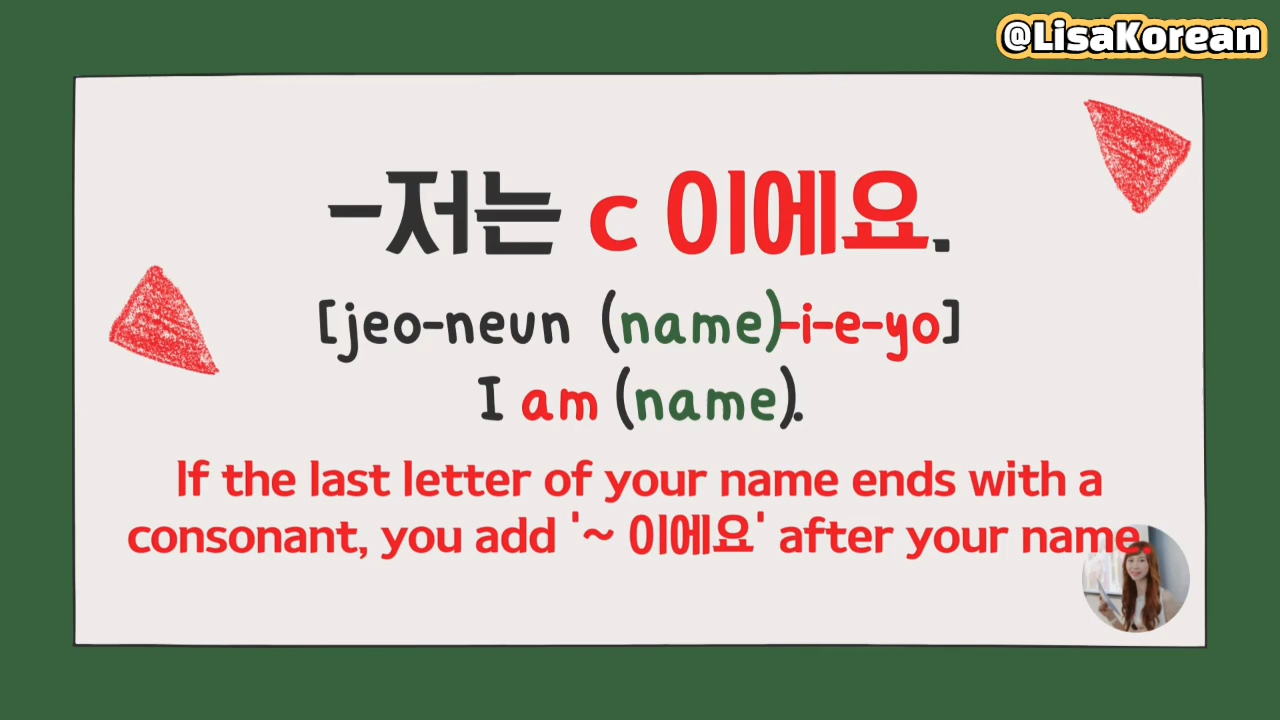 @LisaKorean
-저는 c 이에요.
[jeo-neun (name)-i-e-yo]
I am (name).
If the last letter of your name ends with a
consonant, you add '~ 이에요' after your name.